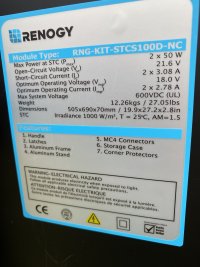 RENOGY
Module Type: RNG-KIT-STCS100D-NC
Max Power at STC (Pmax) 2 x 50 W
Open-Circuit Voltage (Voc) 21.6 V
Short-Circuit Current (Isc) 2 x 3.08 A
Optimum Operating Voltage (Vmp) 18.0 V
Optimum Operating Current (Imp) 2 x 2.78 A
Max System Voltage 600VDC (UL)
Weight 12.26kgs / 27.05lbs
Dimensions 505x690x70mm / 19.9x27.2x2.8in
STC Irradiance 1000 W/m², T = 25°C, AM=1.5
1. Handle
2. Latches
3. Aluminum Frame
4. Aluminum Stand
5. MC4 Connectors
6. Storage Case
7. Corner Protectors
WARNING-ELECTRICAL HAZARD
ATTENTION-RISQUE ÉLECTRIQUE
CE